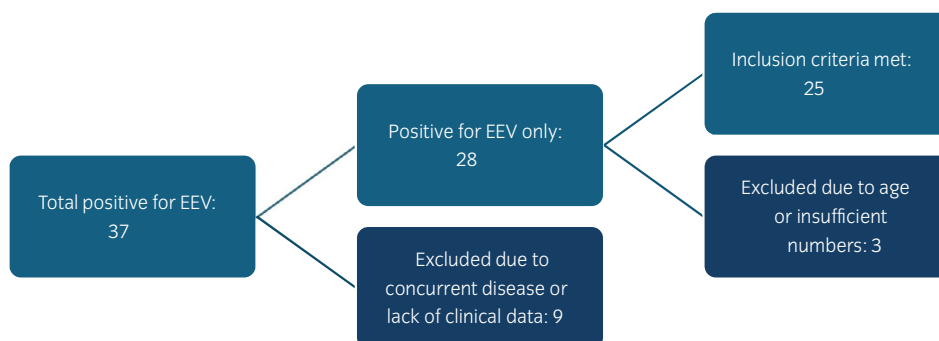 Total positive for EEV:
37
Positive for EEV only:
28
Excluded due to
concurrent disease or
lack of clinical data: 9
Inclusion criteria met:
25
Excluded due to age
or insufficient
numbers: 3